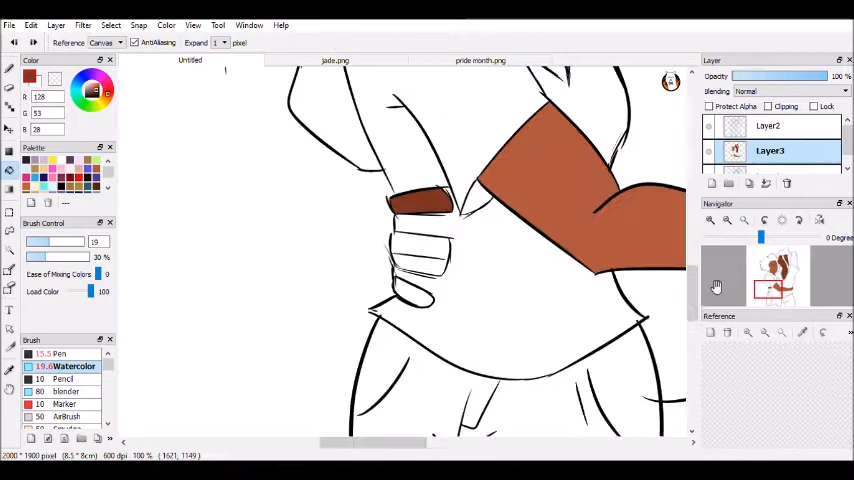 File Edit Layer Filter Select Snap Color View Tool Window Help
Reference Canvas AntiAliasing Expand 1 pixel
Untitled jade.png pride month.png
Color
R 128
G 53
B 28
Palette
---
Brush Control
19
30 %
Ease of Mixing Colors 0
Load Color 100
Brush
15.5 Pen
19.6 Watercolor
10 Pencil
80 blender
10 Marker
50 AirBrush
Layer
Opacity 100 %
Blending Normal
Protect Alpha Clipping Lock
Layer2
Layer3
Navigator
0 Degree
Reference
2000 * 1900 pixel (8.5 * 8cm) 600 dpi 100 % ( 1621, 1149 )